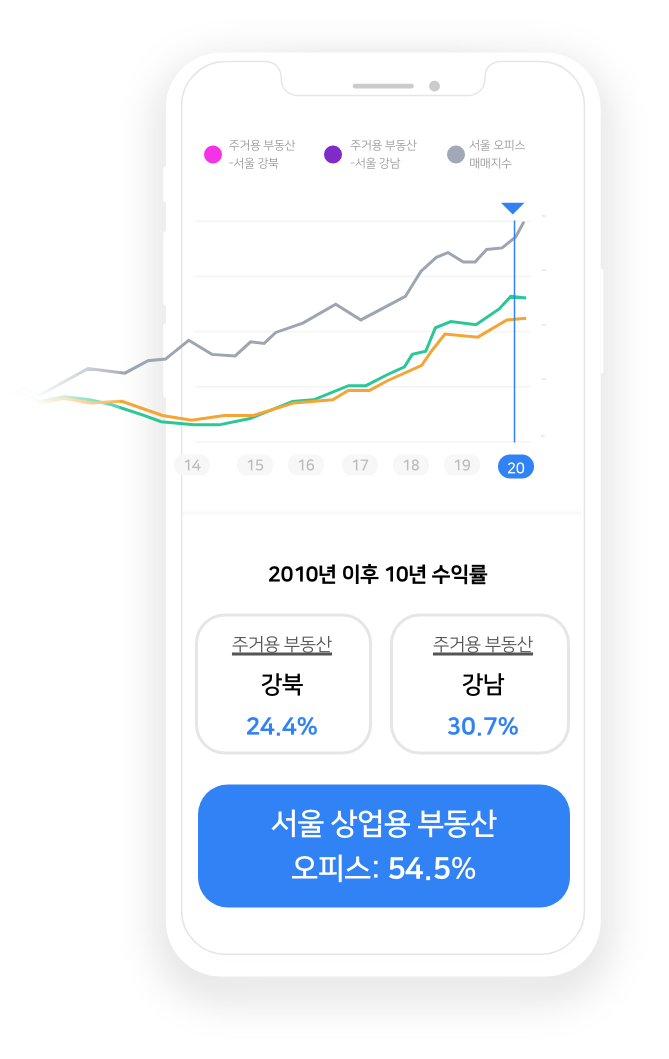 주거용 부동산
-서울 강북
주거용 부동산
-서울 강남
서울 오피스
매매지수
14 15 16 17 18 19 20
2010년 이후 10년 수익률
주거용 부동산
강북
24.4%
주거용 부동산
강남
30.7%
서울 상업용 부동산
오피스: 54.5%